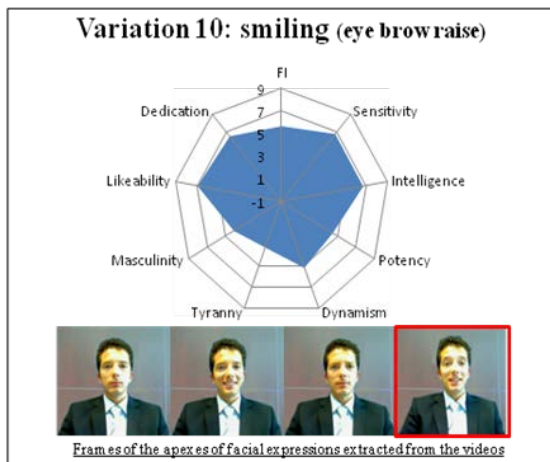 Variation 10: smiling (eye brow raise)
FI
9
Dedication
7
Sensitivity
5
3
Likeability
1
Intelligence
-1
Masculinity
Potency
Tyranny
Dynamism
Frames of the apexes of facial expressions extracted from the videos